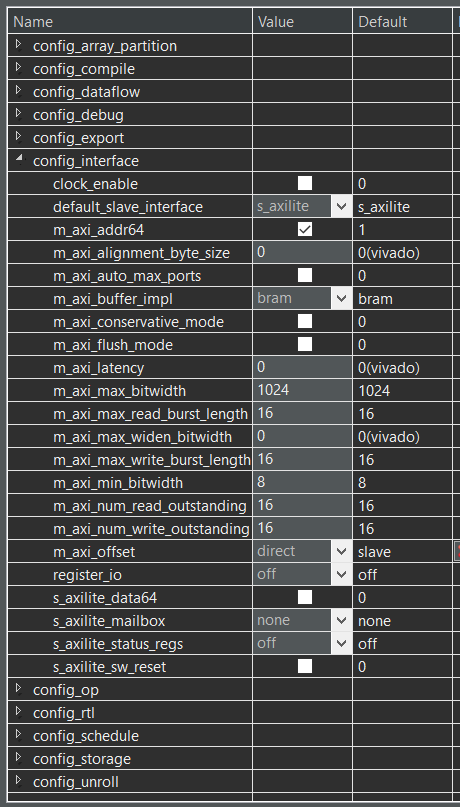 Name Value Default
config_array_partition
config_compile
config_dataflow
config_debug
config_export
config_interface
clock_enable 0
default_slave_interface s_axilite s_axilite
m_axi_addr64 1
m_axi_alignment_byte_size 0 0(vivado)
m_axi_auto_max_ports 0
m_axi_buffer_impl bram bram
m_axi_conservative_mode 0
m_axi_flush_mode 0
m_axi_latency 0 0(vivado)
m_axi_max_bitwidth 1024 1024
m_axi_max_read_burst_length 16 16
m_axi_max_widen_bitwidth 0 0(vivado)
m_axi_max_write_burst_length 16 16
m_axi_min_bitwidth 8 8
m_axi_num_read_outstanding 16 16
m_axi_num_write_outstanding 16 16
m_axi_offset direct slave
register_io off off
s_axilite_data64 0
s_axilite_mailbox none none
s_axilite_status_regs off off
s_axilite_sw_reset 0
config_op
config_rtl
config_schedule
config_storage
config_unroll